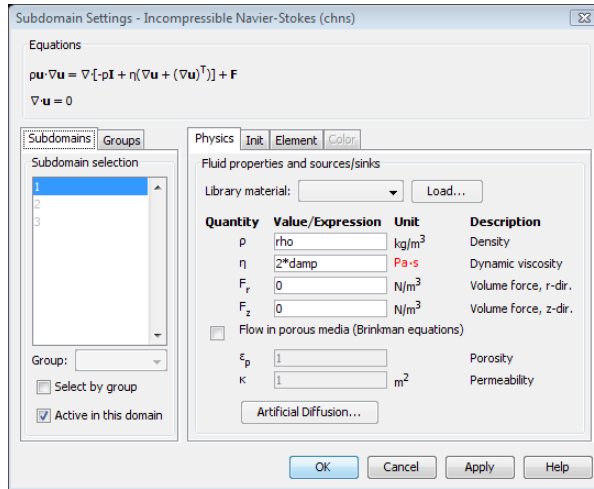 Subdomain Settings - Incompressible Navier-Stokes (chns)
Equations
ρu·∇u = ∇·[-pI + η(∇u + (∇u)ᵀ)] + F
∇·u = 0
Subdomains Groups
Subdomain selection
1
2
3
Group:
Select by group
Active in this domain
Physics Init Element Color
Fluid properties and sources/sinks
Library material: Load...
Quantity Value/Expression Unit Description
ρ rho kg/m³ Density
η 2*damp Pa·s Dynamic viscosity
Fr 0 N/m³ Volume force, r-dir.
Fz 0 N/m³ Volume force, z-dir.
Flow in porous media (Brinkman equations)
εp 1 Porosity
κ 1 m² Permeability
Artificial Diffusion...
OK Cancel Apply Help